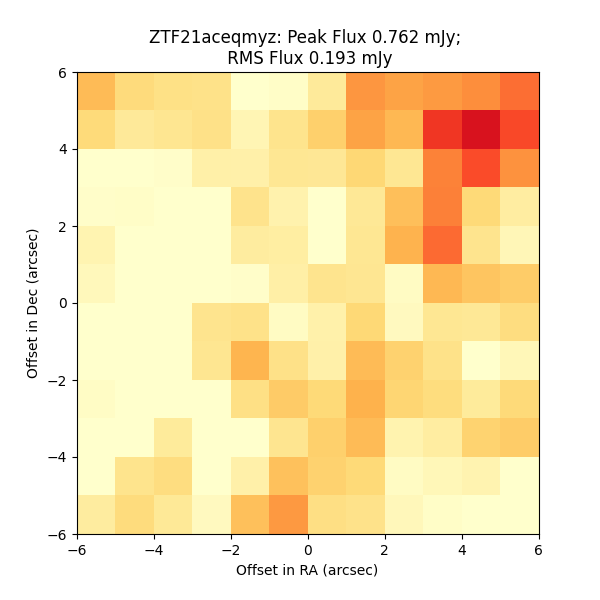 ZTF21aceqmyz: Peak Flux 0.762 mJy;
RMS Flux 0.193 mJy
6
4
2
0
−2
−4
−6
Offset in Dec (arcsec)
−6 −4 −2 0 2 4 6
Offset in RA (arcsec)